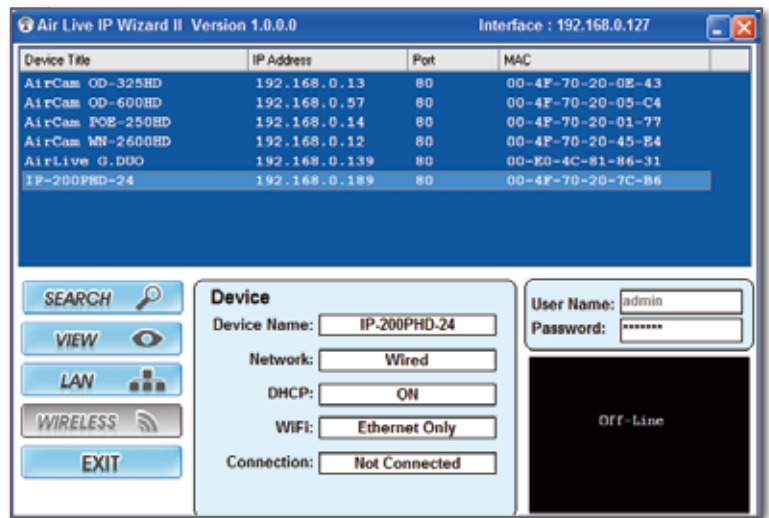 Air Live IP Wizard II Version 1.0.0.0 Interface : 192.168.0.127
Device Title IP Address Port MAC
AirCam OD-325HD 192.168.0.13 80 00-4F-70-20-0E-43
AirCam OD-600HD 192.168.0.57 80 00-4F-70-20-05-C4
AirCam POE-250HD 192.168.0.14 80 00-4F-70-20-01-77
AirCam WN-2600HD 192.168.0.12 80 00-4F-70-20-45-E4
AirLive G.DUO 192.168.0.139 80 00-E0-4C-81-86-31
IP-200PHD-24 192.168.0.189 80 00-4F-70-20-7C-B6
SEARCH
VIEW
LAN
WIRELESS
EXIT
Device
Device Name: IP-200PHD-24
Network: Wired
DHCP: ON
WiFi: Ethernet Only
Connection: Not Connected
User Name: admin
Password: *******
Off-Line